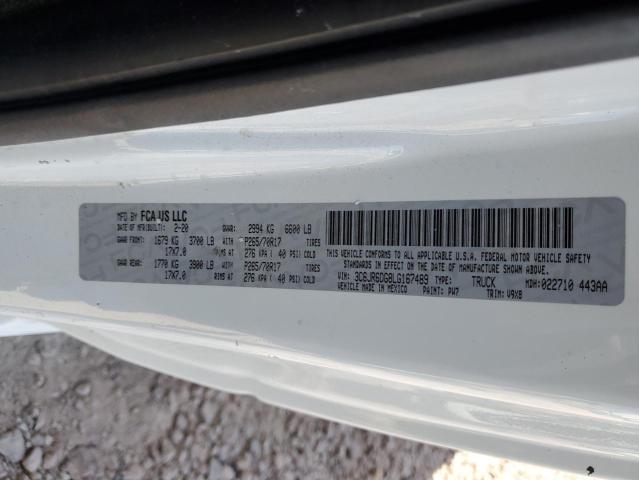 MFD BY FCA US LLC
DATE OF MFR(BUILT): 2-20 GVWR: 2994 KG 6600 LB
GAWR FRONT: 1679 KG 3700 LB WITH P265/70R17 TIRES
17X7.0 RIMS AT 276 KPA ( 40 PSI) COLD
GAWR REAR: 1770 KG 3900 LB WITH P265/70R17 TIRES
17X7.0 RIMS AT 276 KPA ( 40 PSI) COLD
THIS VEHICLE CONFORMS TO ALL APPLICABLE U.S.A. FEDERAL MOTOR VEHICLE SAFETY
STANDARDS IN EFFECT ON THE DATE OF MANUFACTURE SHOWN ABOVE.
VIN: 3C6JR6DG8LG167489 TYPE: TRUCK MDH: 022710 443AA
VEHICLE MADE IN MEXICO PAINT: PW7 TRIM: V9X8